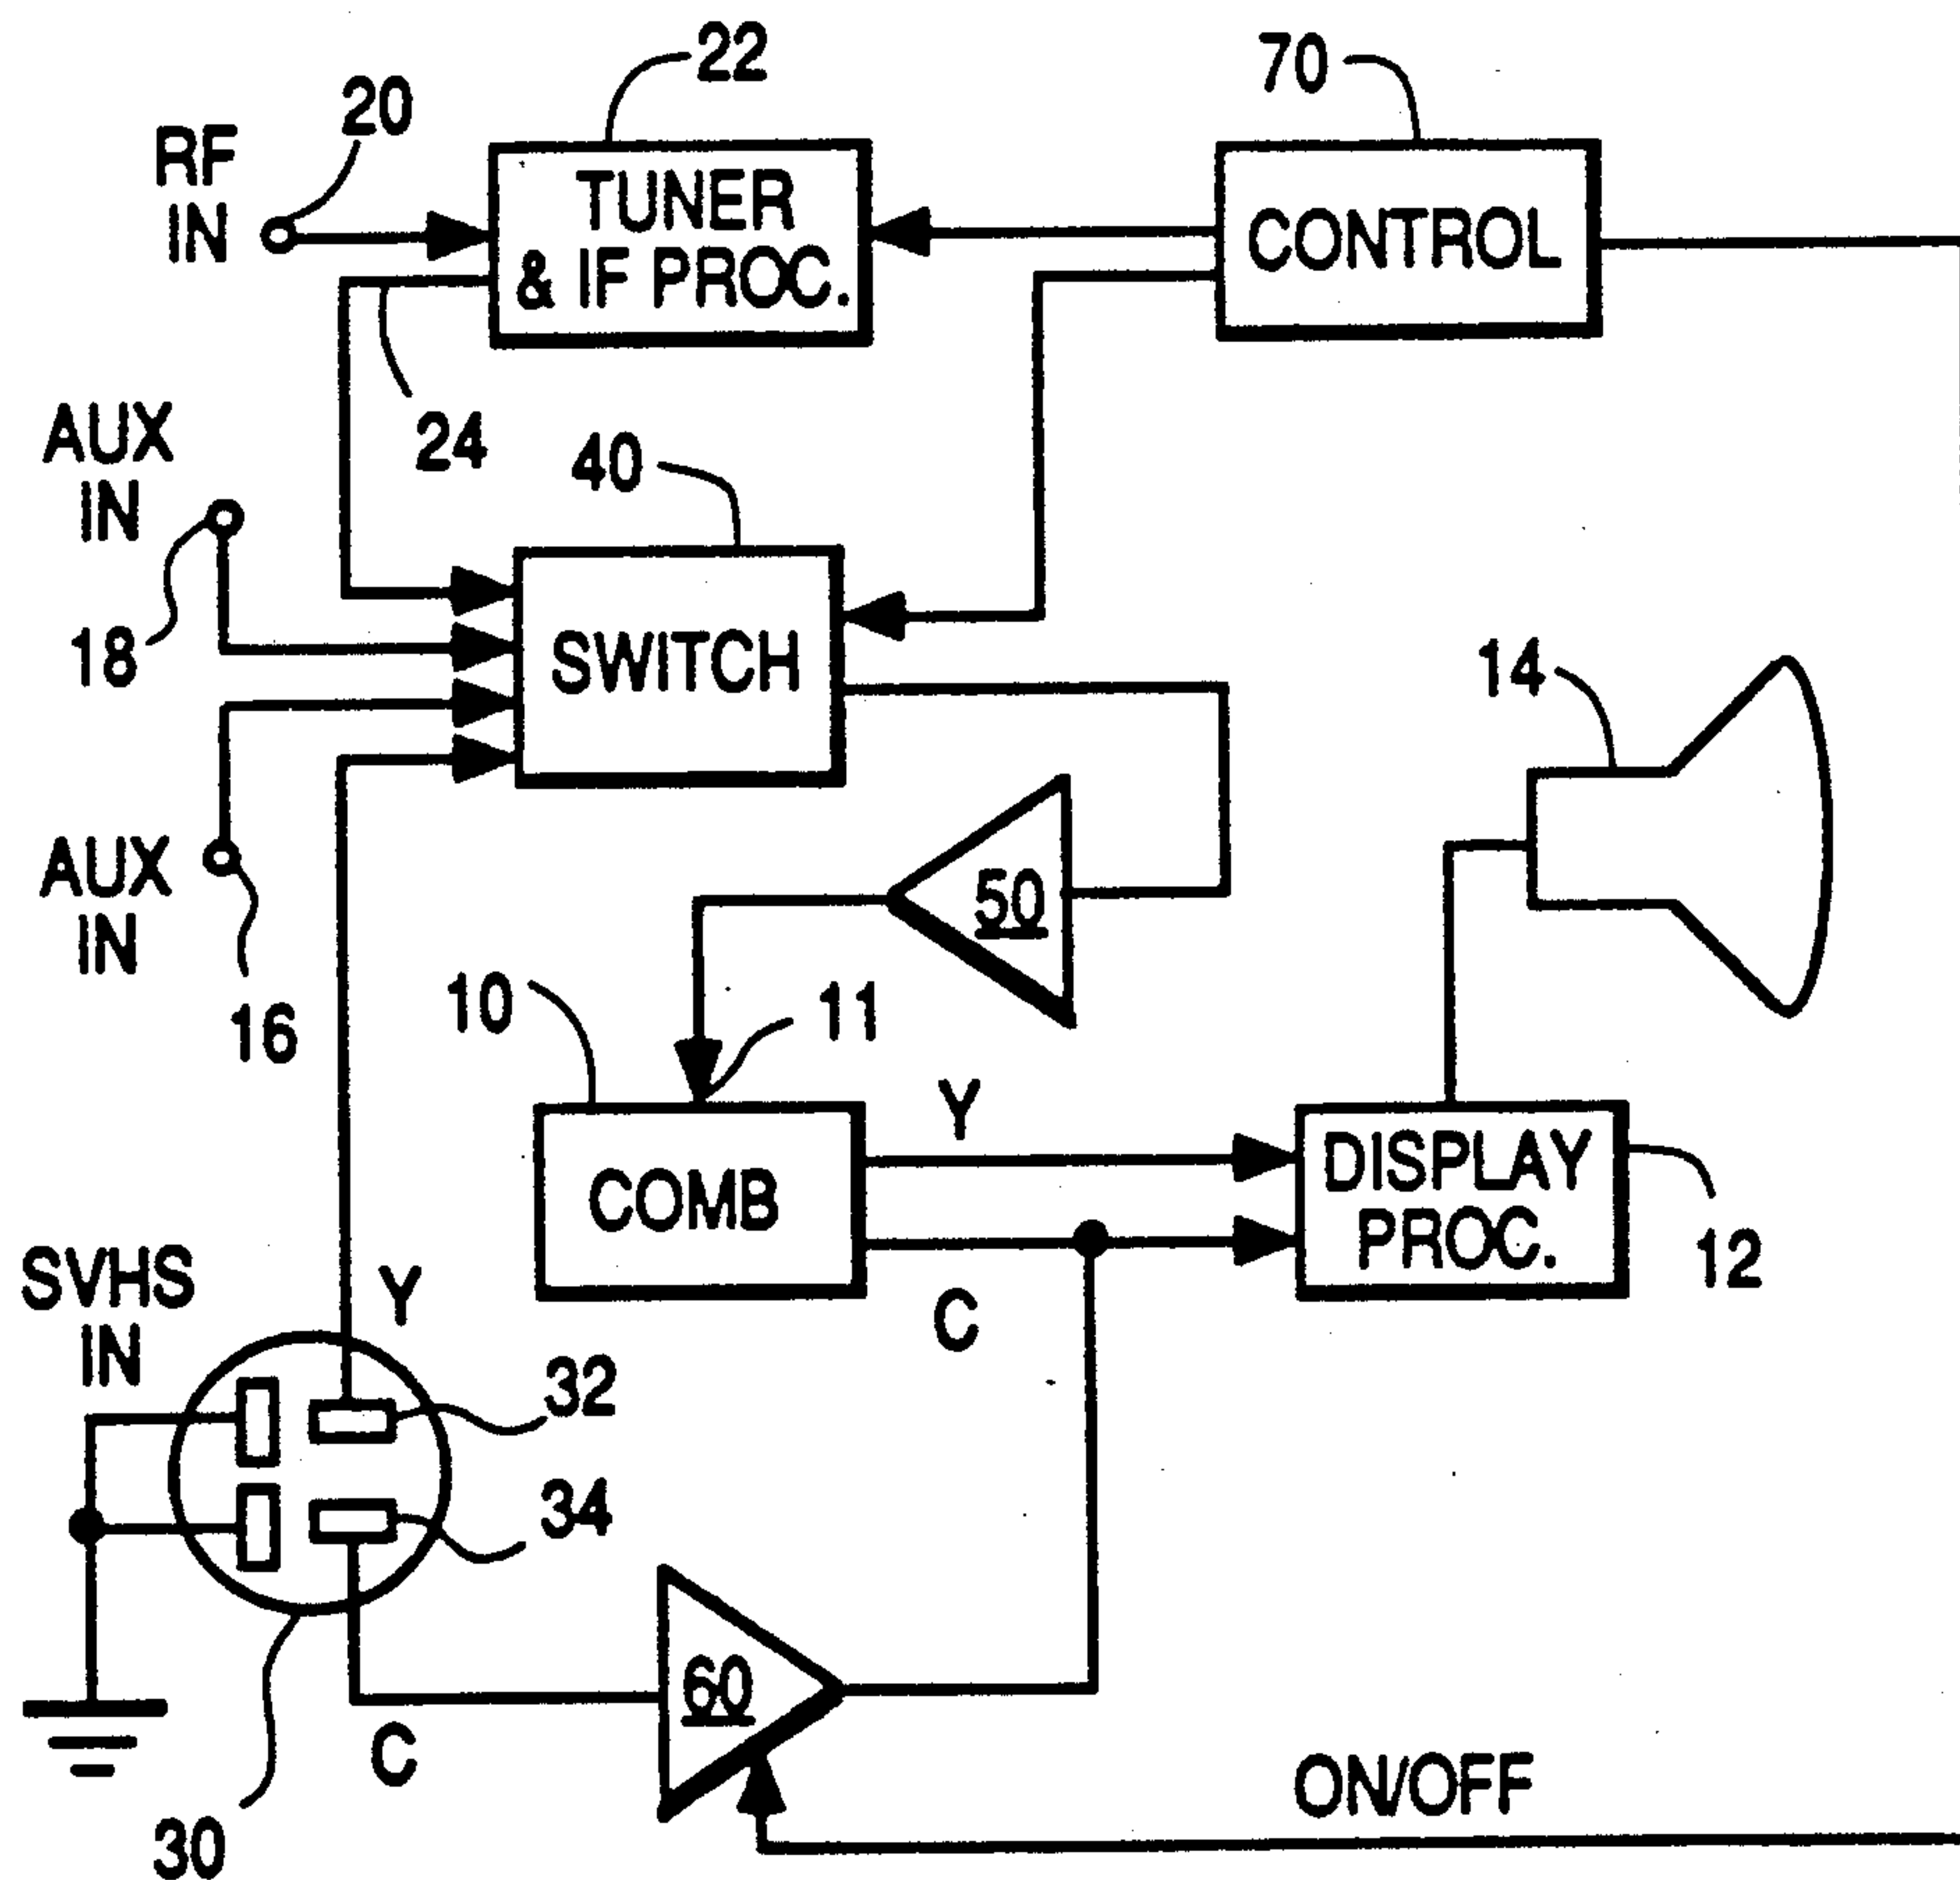 22
70
20
RF
IN
TUNER
& IF PROC.
CONTROL
24
AUX
IN
40
18
SWITCH
14
50
AUX
IN
16
10
11
Y
COMB
DISPLAY
PROC.
12
C
SVHS
IN
Y
32
34
60
C
ON/OFF
30